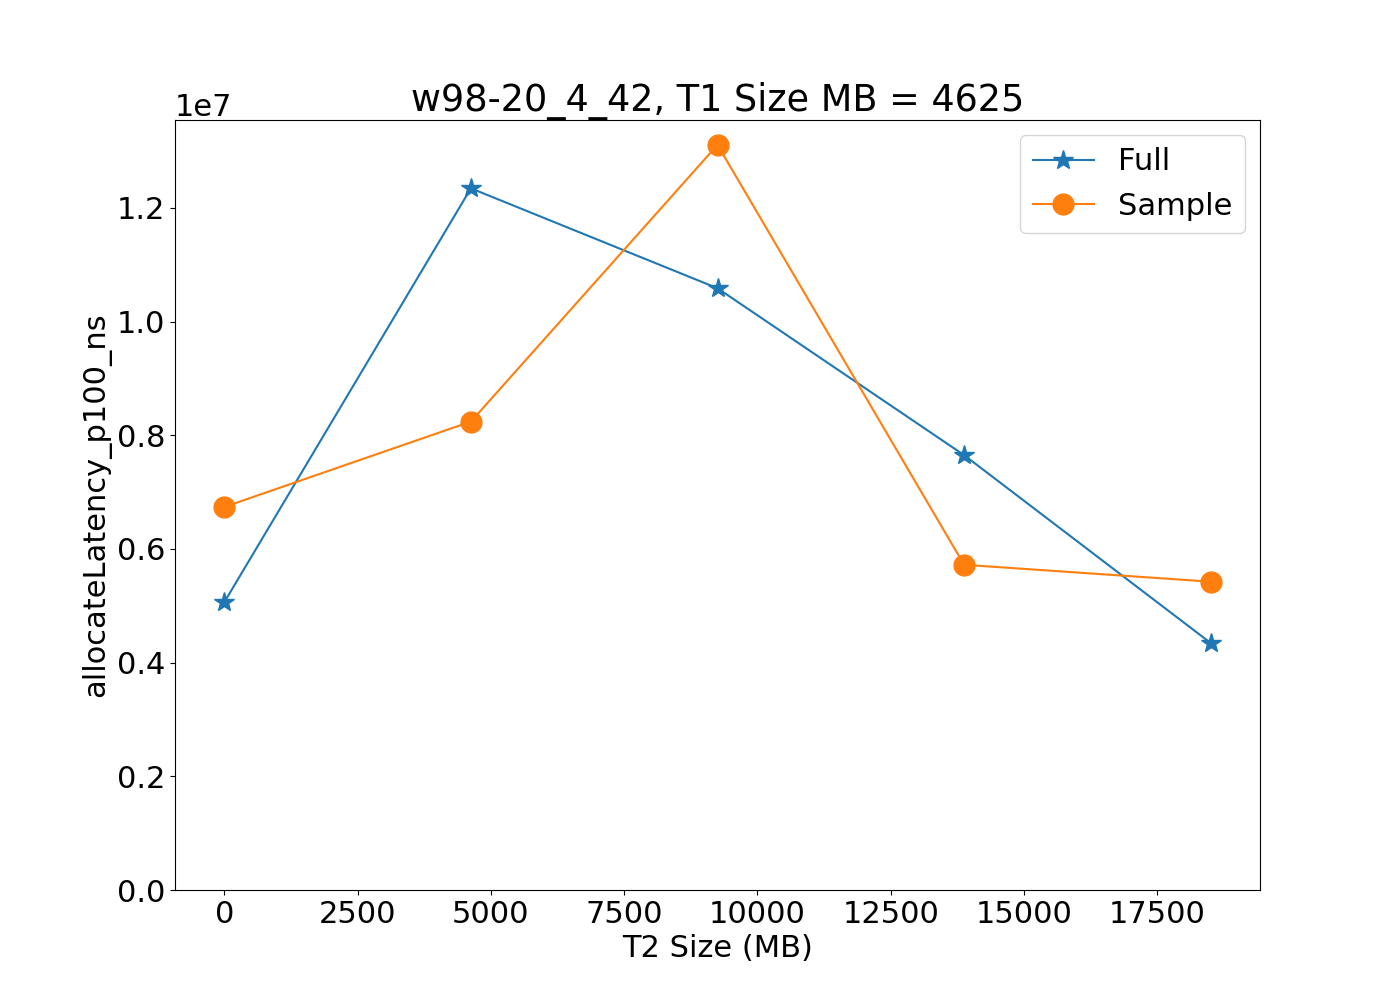 w98-20_4_42, T1 Size MB = 4625
1e7
Full
Sample
1.2
1.0
0.8
0.6
0.4
0.2
0.0
allocateLatency_p100_ns
0 2500 5000 7500 10000 12500 15000 17500
T2 Size (MB)